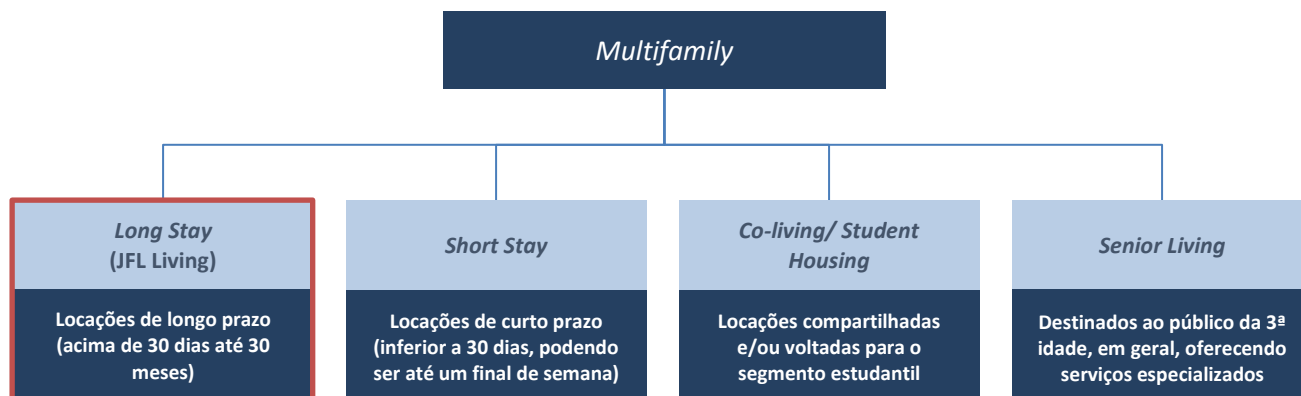 Multifamily
Long Stay
(JFL Living)
Locações de longo prazo
(acima de 30 dias até 30
meses)
Short Stay
Locações de curto prazo
(inferior a 30 dias, podendo
ser até um final de semana)
Co-living/ Student
Housing
Locações compartilhadas
e/ou voltadas para o
segmento estudantil
Senior Living
Destinados ao público da 3ª
idade, em geral, oferecendo
serviços especializados